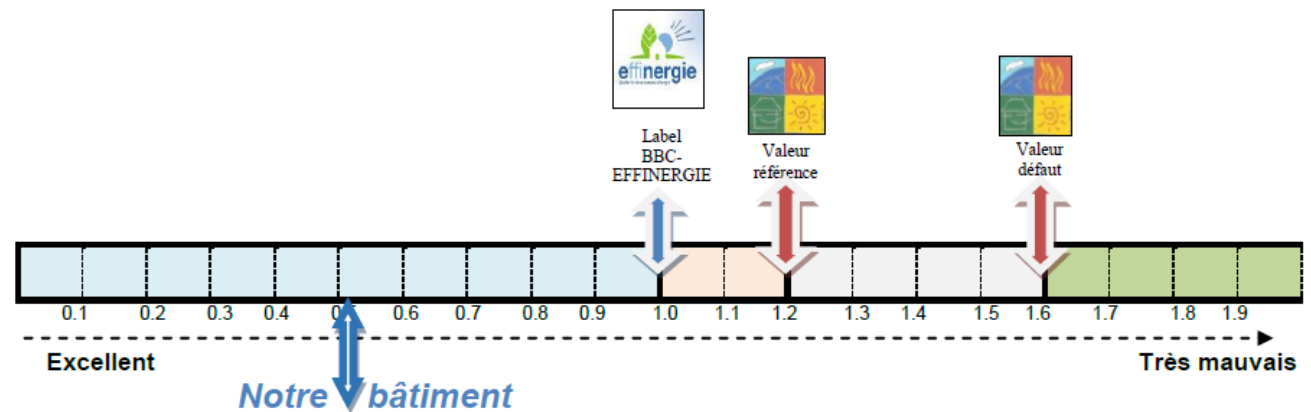 effinergie
Label
BBC-
EFFINERGIE
Valeur
référence
Valeur
défaut
0.1 0.2 0.3 0.4 0.6 0.7 0.8 0.9 1.0 1.1 1.2 1.3 1.4 1.5 1.6 1.7 1.8 1.9
Excellent Très mauvais
Notre bâtiment